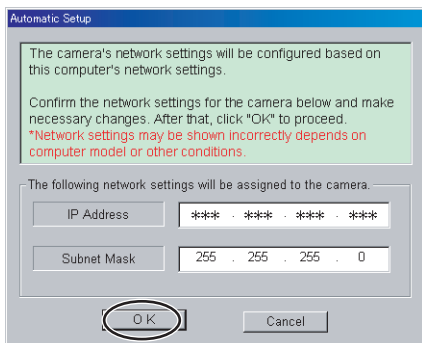 Automatic Setup
The camera's network settings will be configured based on
this computer's network settings.
Confirm the network settings for the camera below and make
necessary changes. After that, click "OK" to proceed.
*Network settings may be shown incorrectly depends on
computer model or other conditions.
The following network settings will be assigned to the camera.
IP Address *** . *** . *** . ***
Subnet Mask 255 . 255 . 255 . 0
OK Cancel